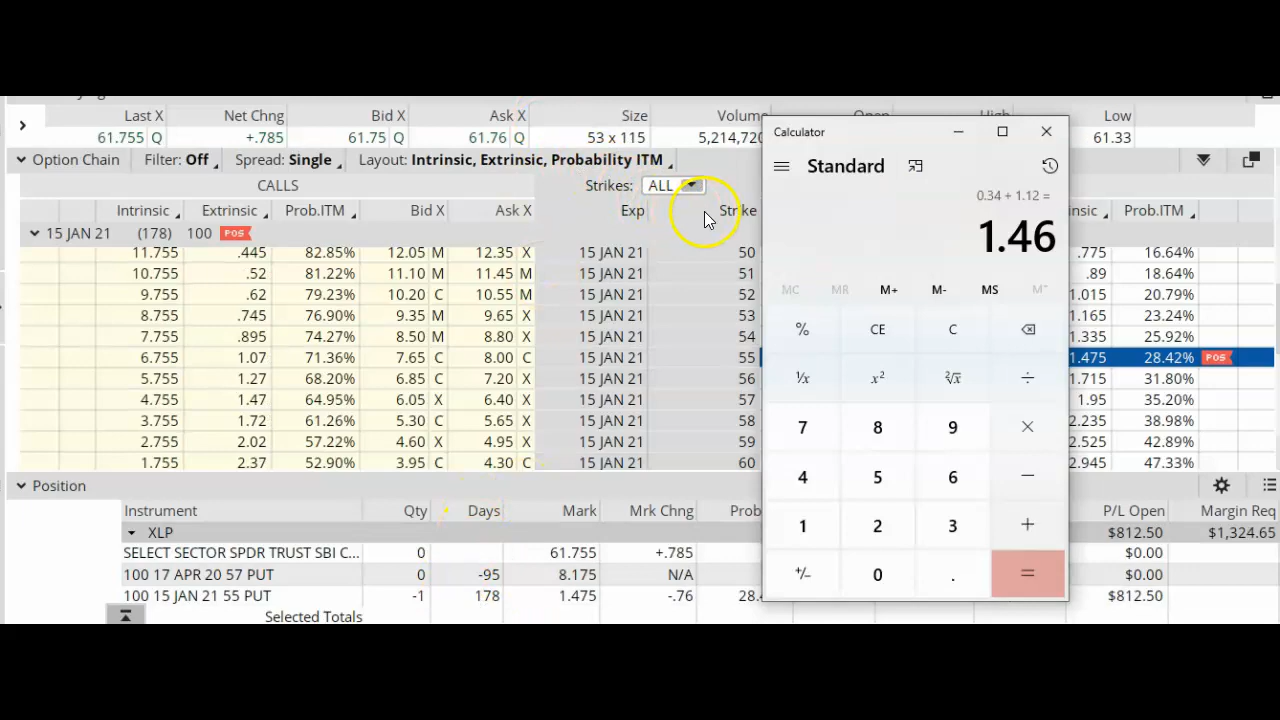 Last X Net Chng Bid X Ask X Size Volume Low
61.755 Q +.785 61.75 Q 61.76 Q 53 x 115 5,214,720 61.33
Option Chain Filter: Off Spread: Single Layout: Intrinsic, Extrinsic, Probability ITM
CALLS Strikes: ALL
Intrinsic Extrinsic Prob.ITM Bid X Ask X Exp Strike Prob.ITM
15 JAN 21 (178) 100 POS
11.755 .445 82.85% 12.05 M 12.35 X 15 JAN 21 50 .775 16.64%
10.755 .52 81.22% 11.10 M 11.45 M 15 JAN 21 51 .89 18.64%
9.755 .62 79.23% 10.20 C 10.55 M 15 JAN 21 52 1.015 20.79%
8.755 .745 76.90% 9.35 M 9.65 X 15 JAN 21 53 1.165 23.24%
7.755 .895 74.27% 8.50 M 8.80 X 15 JAN 21 54 1.335 25.92%
6.755 1.07 71.36% 7.65 C 8.00 C 15 JAN 21 55 1.475 28.42% POS
5.755 1.27 68.20% 6.85 C 7.20 X 15 JAN 21 56 1.715 31.80%
4.755 1.47 64.95% 6.05 X 6.40 X 15 JAN 21 57 1.95 35.20%
3.755 1.72 61.26% 5.30 C 5.65 X 15 JAN 21 58 2.235 38.98%
2.755 2.02 57.22% 4.60 X 4.95 X 15 JAN 21 59 2.525 42.89%
1.755 2.37 52.90% 3.95 C 4.30 C 15 JAN 21 60 2.945 47.33%
Position
Instrument Qty Days Mark Mrk Chng P/L Open Margin Req
XLP $812.50 $1,324.65
SELECT SECTOR SPDR TRUST SBI C... 0 61.755 +.785 $0.00
100 17 APR 20 57 PUT 0 -95 8.175 N/A $0.00
100 15 JAN 21 55 PUT -1 178 1.475 -.76 $812.50
Selected Totals
Calculator
Standard
0.34 + 1.12 =
1.46
MC MR M+ M- MS M˅
% CE C
¹/x x² ²√x ÷
7 8 9 ×
4 5 6 −
1 2 3 +
+/− 0 . =